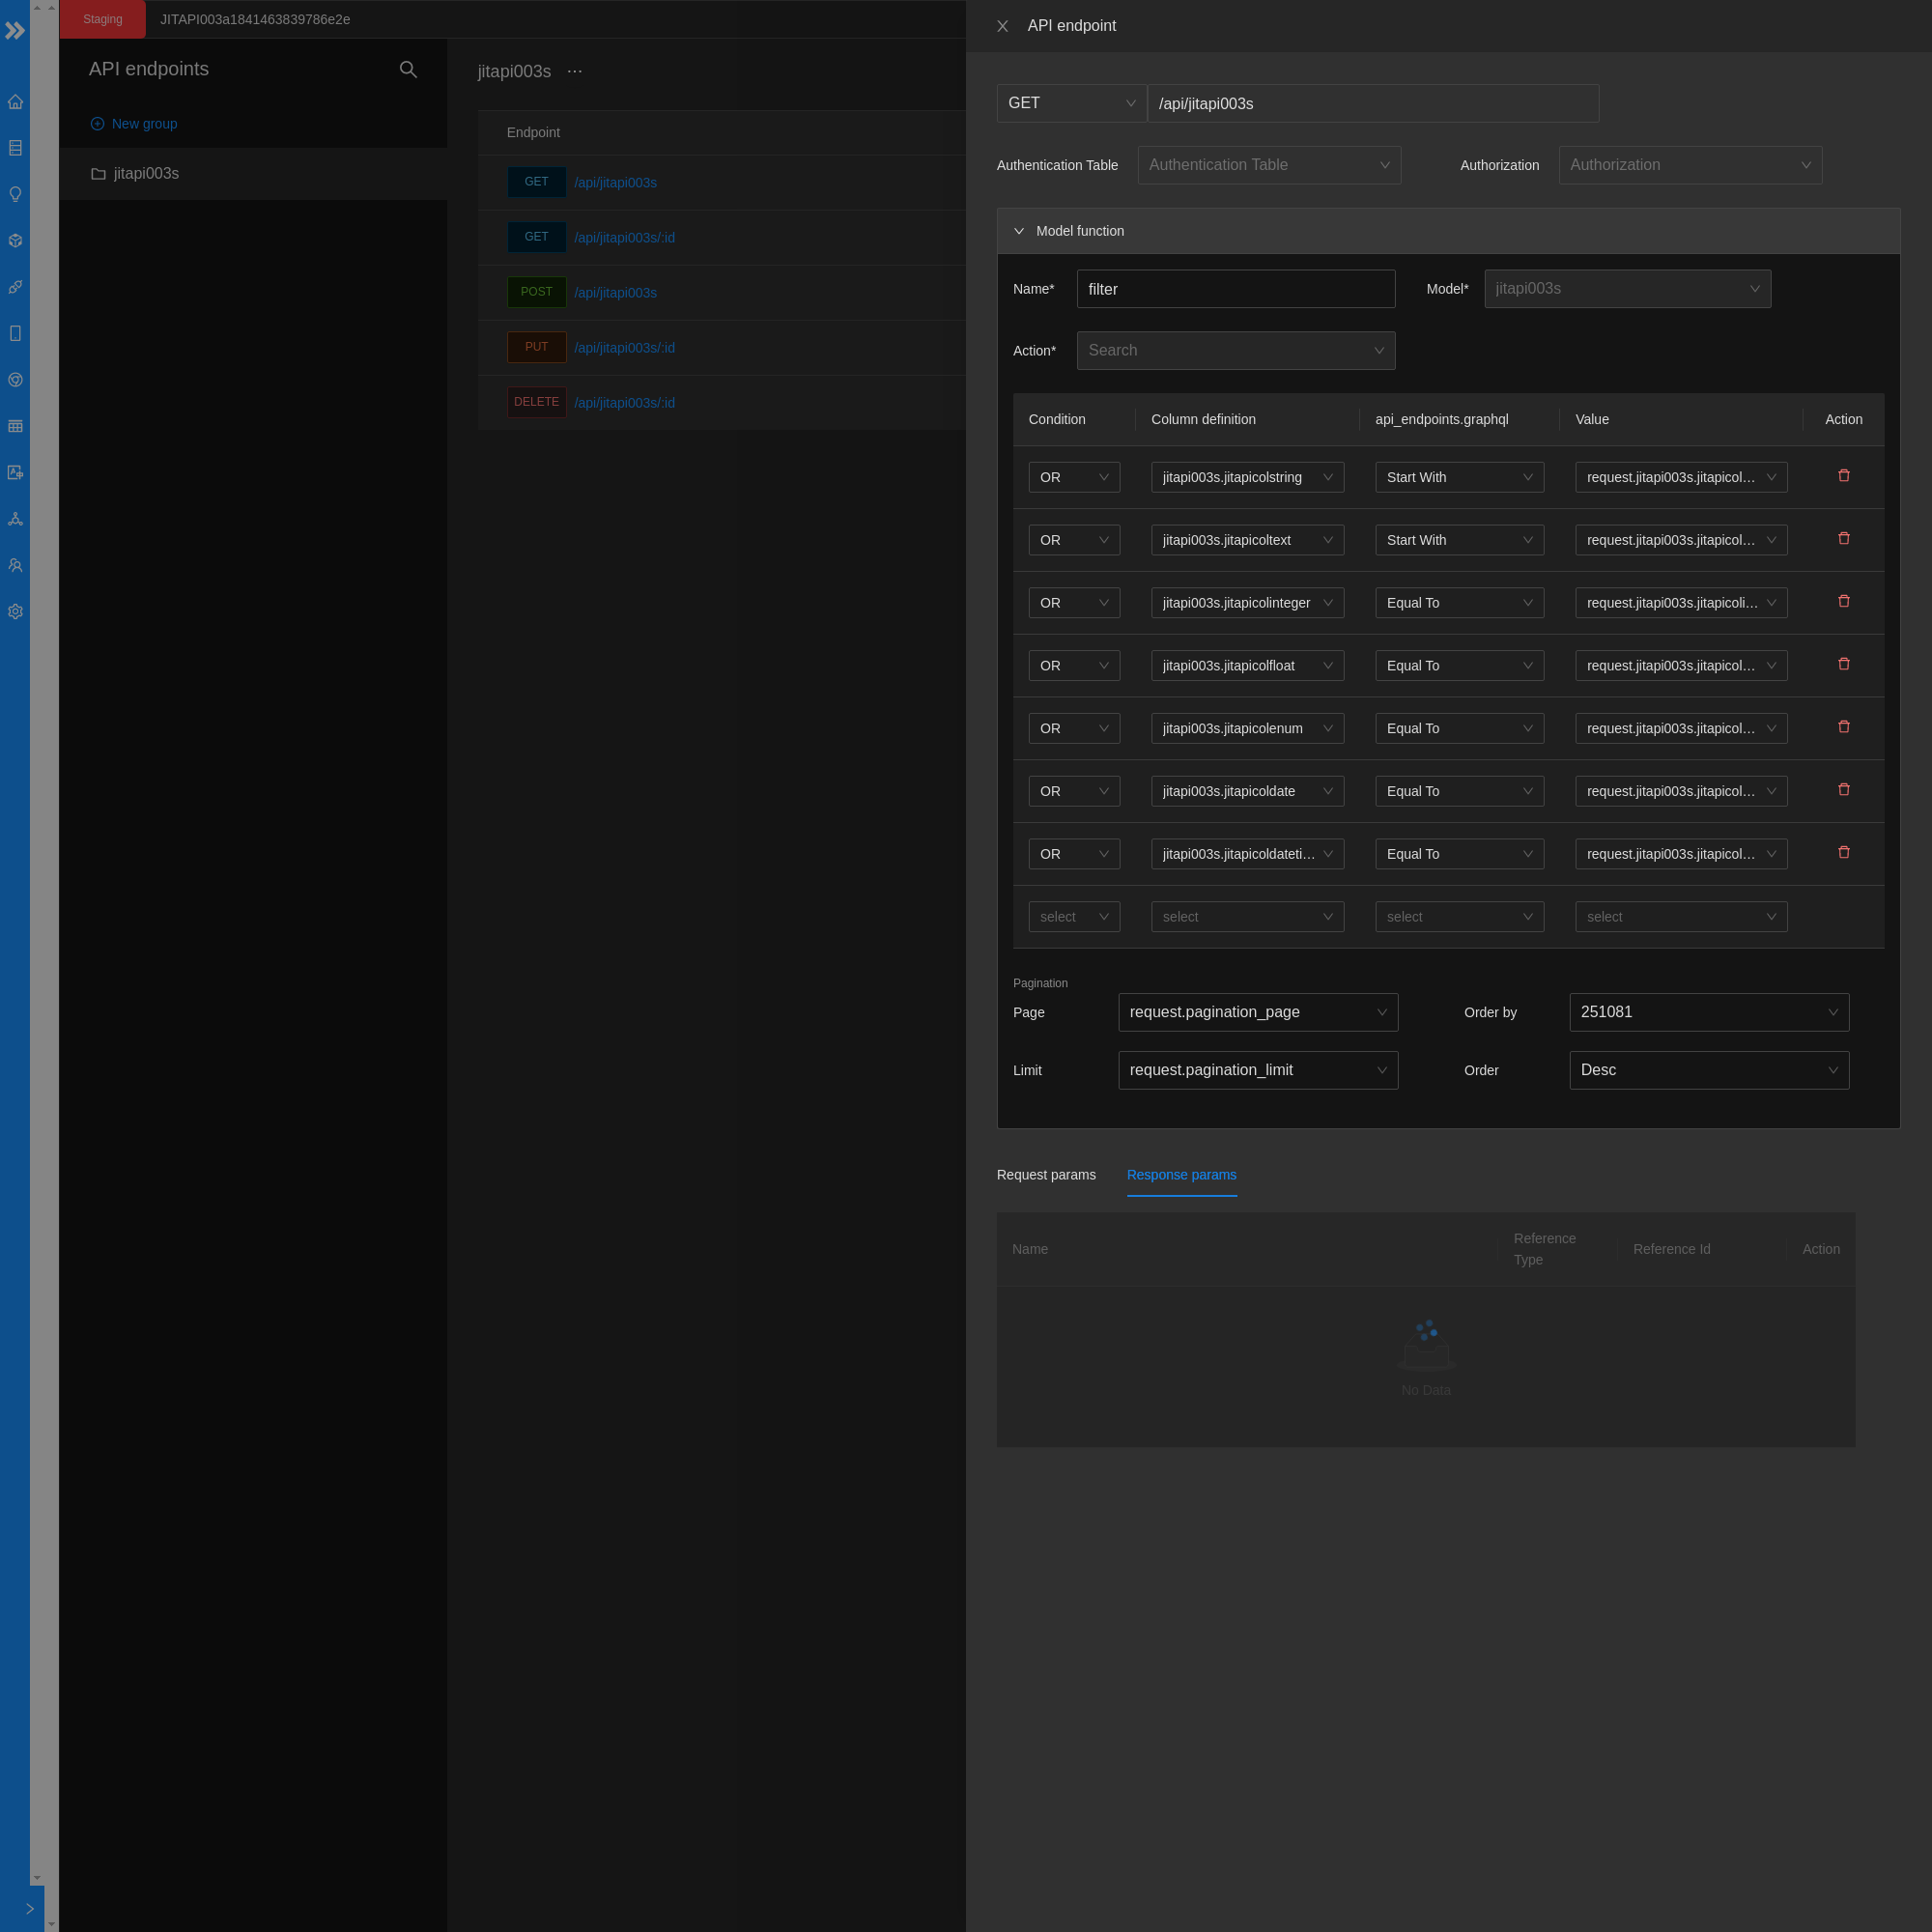 Staging
JITAPI003a1841463839786e2e
API endpoints
New group
jitapi003s
jitapi003s ...
Endpoint
GET /api/jitapi003s
GET /api/jitapi003s/:id
POST /api/jitapi003s
PUT /api/jitapi003s/:id
DELETE /api/jitapi003s/:id
API endpoint
GET /api/jitapi003s
Authentication Table Authentication Table Authorization Authorization
Model function
Name* filter Model* jitapi003s
Action* Search
Condition Column definition api_endpoints.graphql Value Action
OR jitapi003s.jitapicolstring Start With request.jitapi003s.jitapicol...
OR jitapi003s.jitapicoltext Start With request.jitapi003s.jitapicol...
OR jitapi003s.jitapicolinteger Equal To request.jitapi003s.jitapicoli...
OR jitapi003s.jitapicolfloat Equal To request.jitapi003s.jitapicol...
OR jitapi003s.jitapicolenum Equal To request.jitapi003s.jitapicol...
OR jitapi003s.jitapicoldate Equal To request.jitapi003s.jitapicol...
OR jitapi003s.jitapicoldateti... Equal To request.jitapi003s.jitapicol...
select select select select
Pagination
Page request.pagination_page Order by 251081
Limit request.pagination_limit Order Desc
Request params Response params
Name Reference Type Reference Id Action
No Data